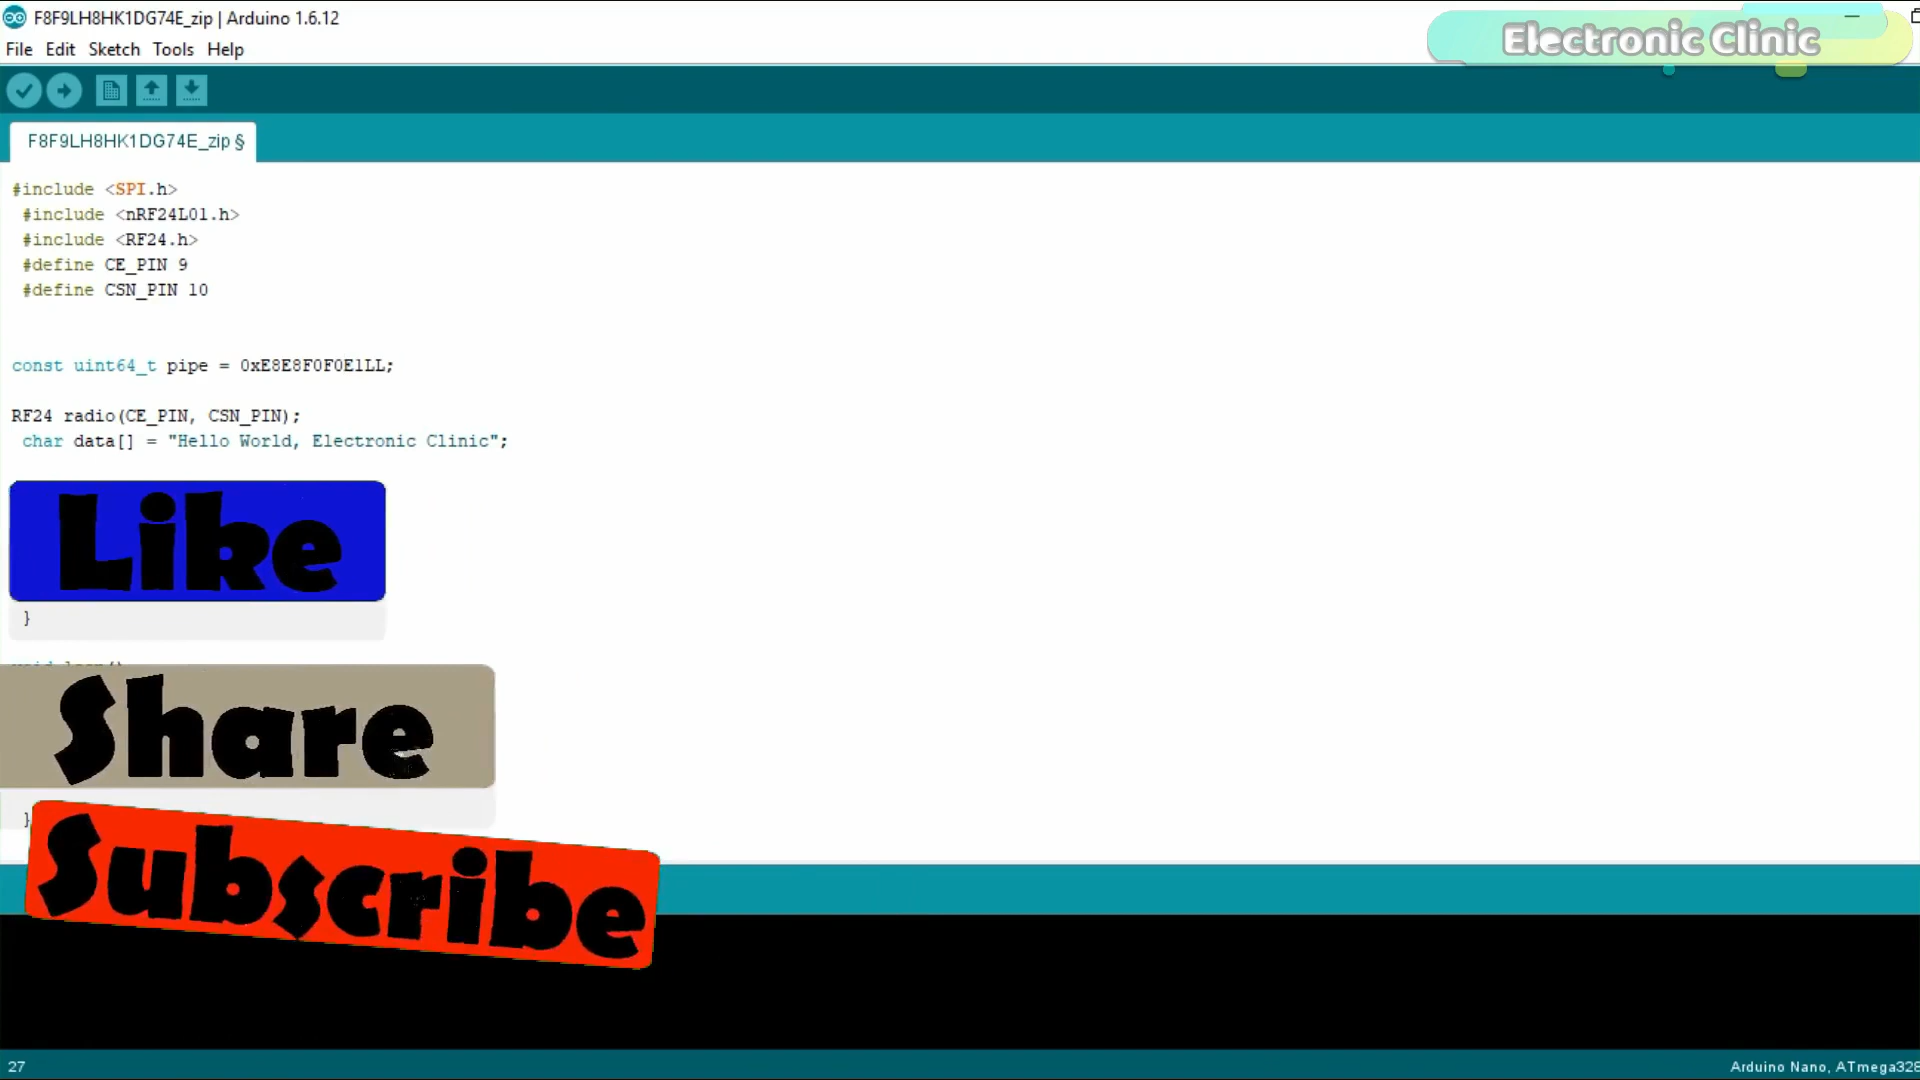 F8F9LH8HK1DG74E_zip | Arduino 1.6.12
Electronic Clinic
File Edit Sketch Tools Help
F8F9LH8HK1DG74E_zip §
#include <SPI.h>
#include <nRF24L01.h>
#include <RF24.h>
#define CE_PIN 9
#define CSN_PIN 10
const uint64_t pipe = 0xE8E8F0F0E1LL;
RF24 radio(CE_PIN, CSN_PIN);
char data[] = "Hello World, Electronic Clinic";
Like
}
Share
}
Subscribe
27
Arduino Nano, ATmega328